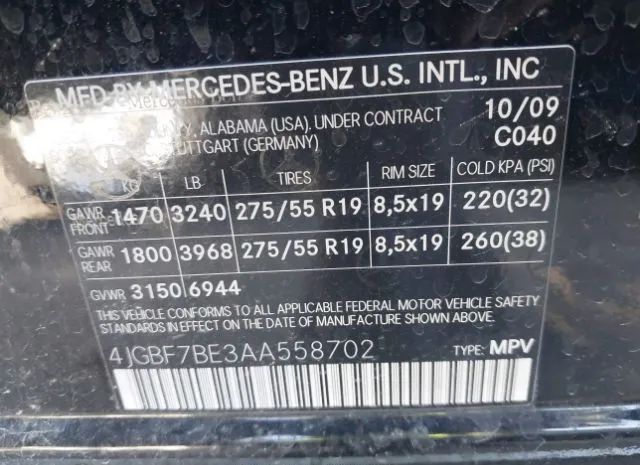 MFD BY MERCEDES-BENZ U.S. INTL., INC
10/09
ALABAMA (USA), UNDER CONTRACT
C040
(GERMANY)
KG LB TIRES RIM SIZE COLD KPA (PSI)
GAWR FRONT 1470 3240 275/55 R19 8,5x19 220(32)
GAWR REAR 1800 3968 275/55 R19 8,5x19 260(38)
GVWR 3150 6944
THIS VEHICLE CONFORMS TO ALL APPLICABLE FEDERAL MOTOR VEHICLE SAFETY
STANDARDS IN EFFECT ON THE DATE OF MANUFACTURE SHOWN ABOVE.
4JGBF7BE3AA558702
TYPE: MPV